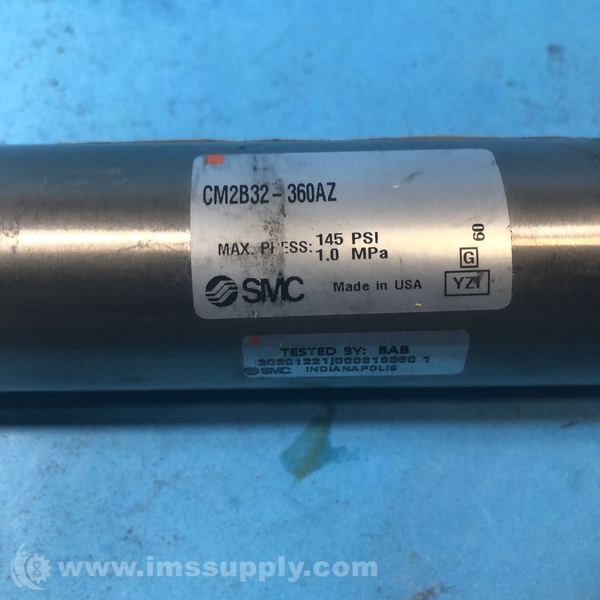 CM2B32-360AZ
MAX. PRESS: 145 PSI
1.0 MPa
60
G
SMC
Made in USA
YZI
TESTED BY: BAB
SMC INDIANAPOLIS
www.imssupply.com